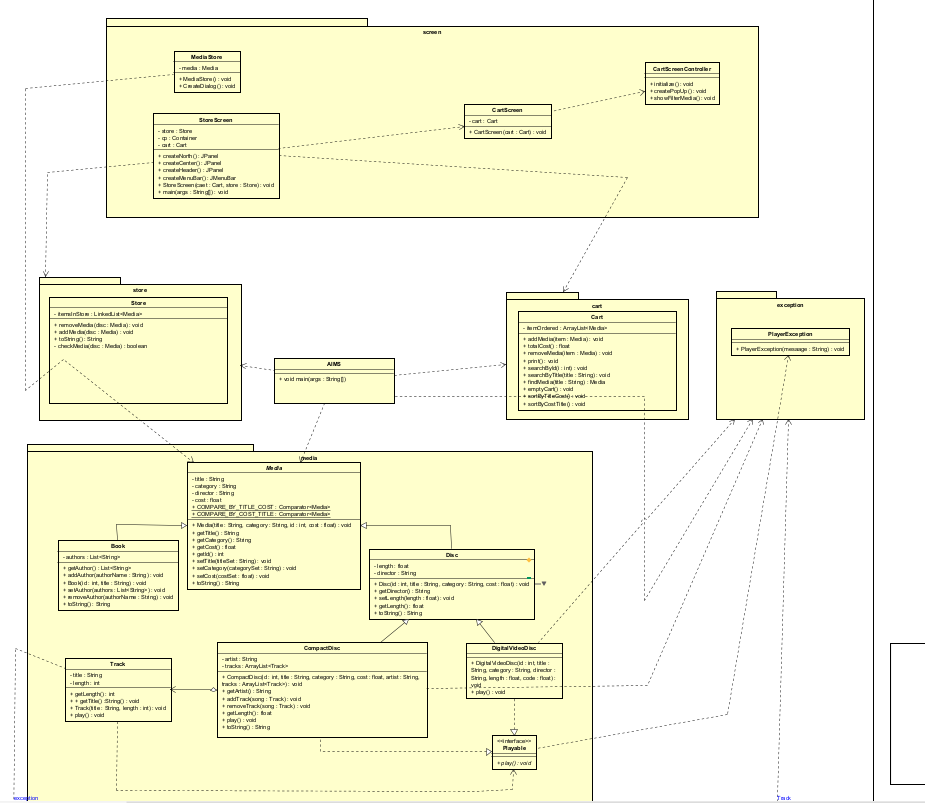 screen
MediaStore
- media : Media
+ MediaStore() : void
+ CreateDialog() : void
CartScreenController
+ initialize() : void
+ createPopUp() : void
+ showFilterMedia() : void
CartScreen
- cart : Cart
+ CartScreen(cart : Cart) : void
StoreScreen
- store : Store
- cp : Container
- cart : Cart
+ createNorth() : JPanel
+ createCenter() : JPanel
+ createHeader() : JPanel
+ createMenuBar() : JMenuBar
+ StoreScreen(cart : Cart, store : Store) : void
+ main(args : String[]) : void
store
Store
- itemsInStore : LinkedList<Media>
+ removeMedia(disc : Media) : void
+ addMedia(disc : Media) : void
+ toString() : String
- checkMedia(disc : Media) : boolean
AIMS
+ void main(args : String[])
cart
Cart
- itemOrdered : ArrayList<Media>
+ addMedia(item : Media) : void
+ totalCost() : float
+ removeMedia(item : Media) : void
+ print() : void
+ searchById(i : int) : void
+ searchByTitle(title : String) : void
+ findMedia(title : String) : Media
+ emptyCart() : void
+ sortByTitleCost() : void
+ sortByCostTitle() : void
exception
PlayerException
+ PlayerException(message : String) : void
media
Media
- title : String
- category : String
- director : String
- cost : float
+ COMPARE_BY_TITLE_COST : Comparator<Media>
+ COMPARE_BY_COST_TITLE : Comparator<Media>
+ Media(title : String, category : String, id : int, cost : float) : void
+ getTitle() : String
+ getCategory() : String
+ getCost() : float
+ getId() : int
+ setTitle(titleSet : String) : void
+ setCategory(categorySet : String) : void
+ setCost(costSet : float) : void
+ toString() : String
Book
- authors : List<String>
+ getAuthor() : List<String>
+ addAuthor(authorName : String) : void
+ Book(id : int, title : String) : void
+ setAuthor(authors : List<String>) : void
+ removeAuthor(authorName : String) : void
+ toString() : String
Disc
- length : float
- director : String
+ Disc(id : int, title : String, category : String, cost : float) : void
+ getDirector() : String
+ setLength(length : float) : void
+ getLength() : float
+ toString() : String
Track
- title : String
- length : int
+ getLength() : int
+ + getTitle() : String() : void
+ Track(title : String, length : int) : void
+ play() : void
CompactDisc
- artist : String
- tracks : ArrayList<Track>
+ CompactDisc(id : int, title : String, category : String, cost : float, artist : String,
tracks : ArrayList<Track>) : void
+ getArtist() : String
+ addTrack(song : Track) : void
+ removeTrack(song : Track) : void
+ getLength() : float
+ play() : void
+ toString() : String
DigitalVideoDisc
+ DigitalVideoDisc(id : int, title :
String, category : String, director :
String, length : float, code : float) :
void
+ play() : void
<<interface>>
Playable
+ play() : void
exception
Track